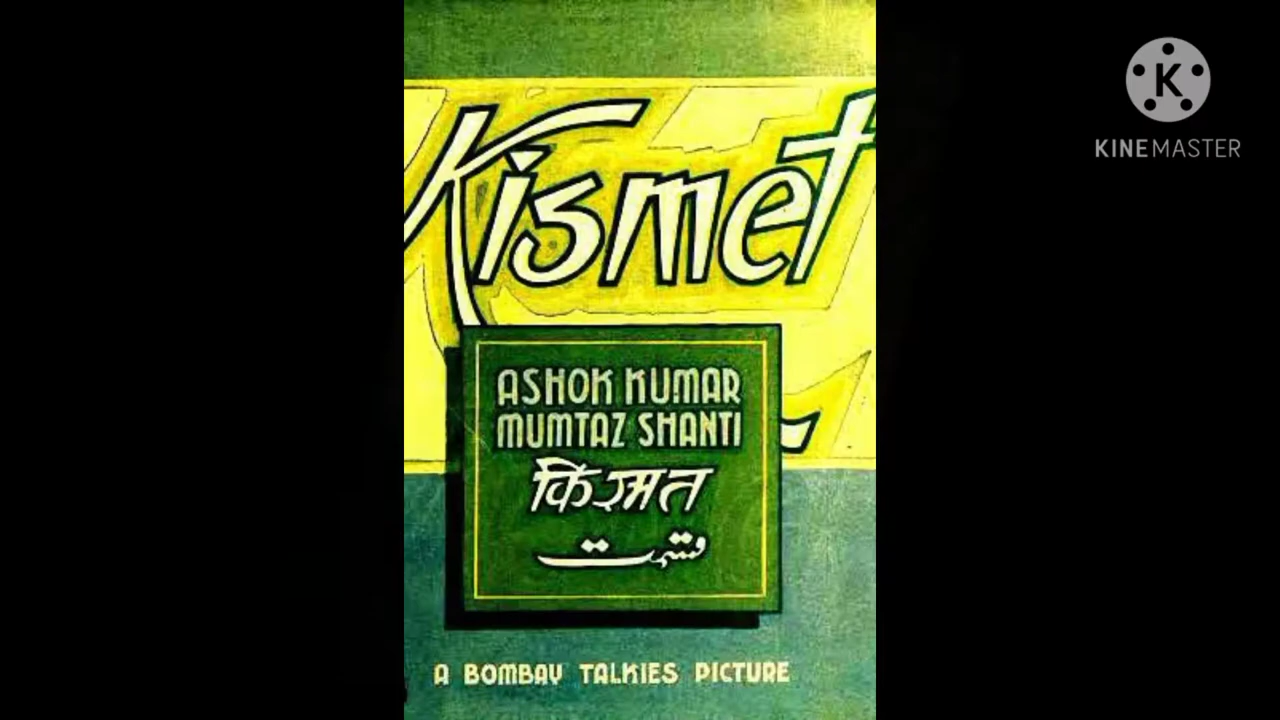 K
KINEMASTER
Kismet
ASHOK KUMAR
MUMTAZ SHANTI
किस्मत
قسمت
A BOMBAY TALKIES PICTURE